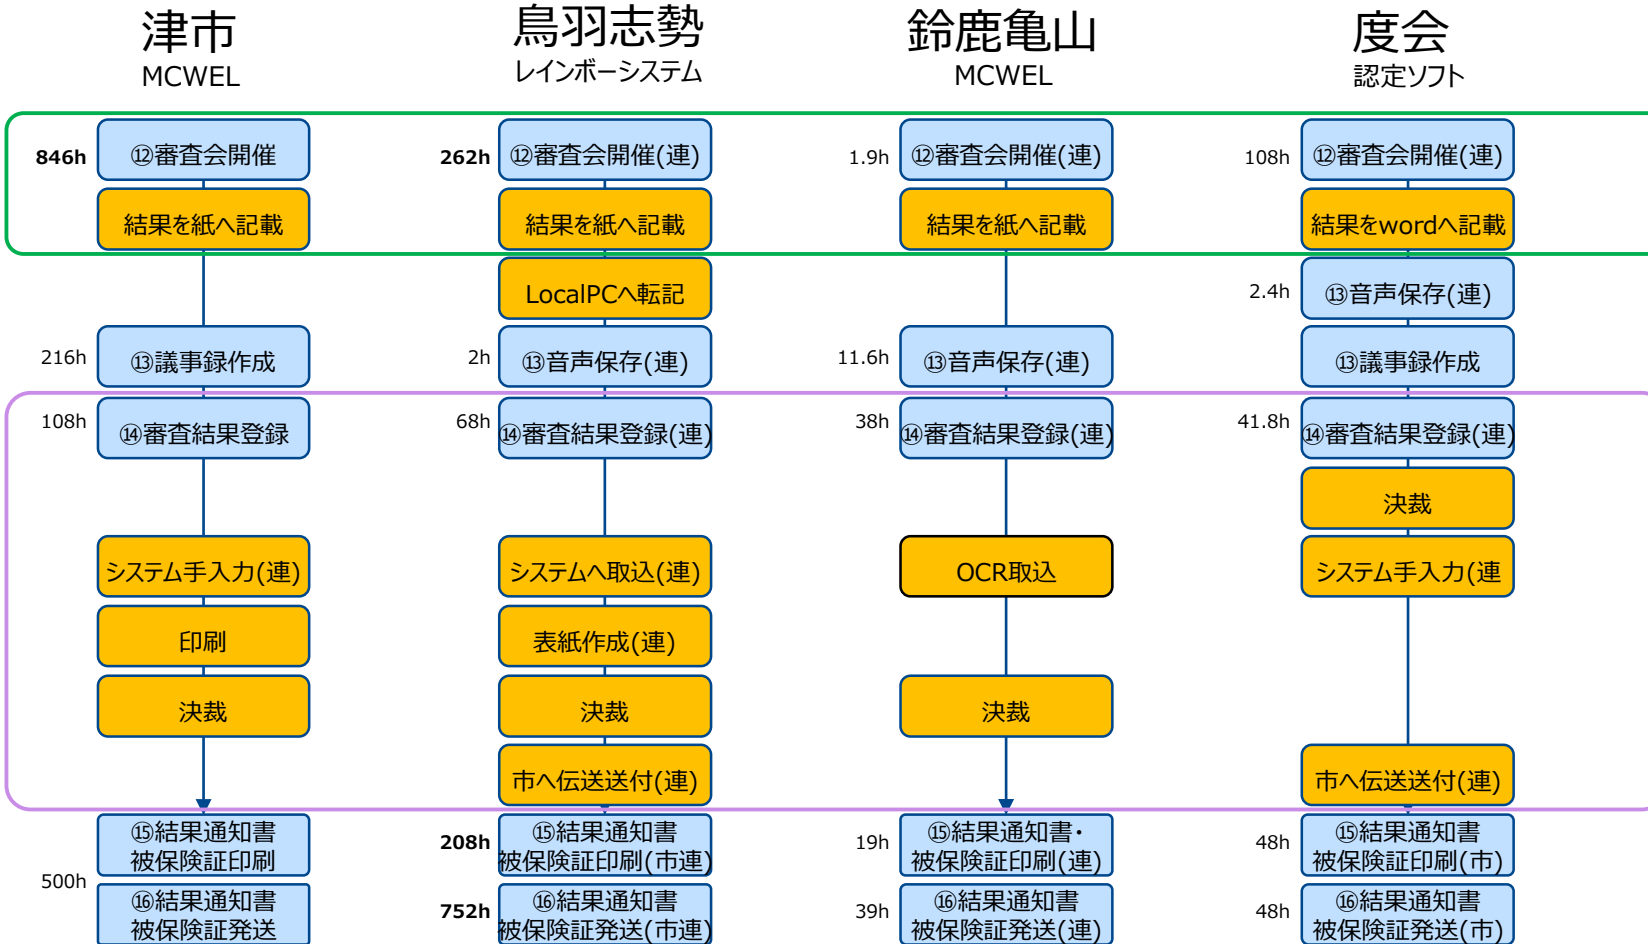 津市
MCWEL
846h
⑫審査会開催
結果を紙へ記載
216h
⑬議事録作成
108h
⑭審査結果登録
システム手入力(連)
印刷
決裁
500h
⑮結果通知書
被保険証印刷
⑯結果通知書
被保険証発送
鳥羽志勢
レインボーシステム
262h
⑫審査会開催(連)
結果を紙へ記載
LocalPCへ転記
2h
⑬音声保存(連)
68h
⑭審査結果登録(連)
システムへ取込(連)
表紙作成(連)
決裁
市へ伝送送付(連)
208h
⑮結果通知書
被保険証印刷(市連)
752h
⑯結果通知書
被保険証発送(市連)
鈴鹿亀山
MCWEL
1.9h
⑫審査会開催(連)
結果を紙へ記載
11.6h
⑬音声保存(連)
38h
⑭審査結果登録(連)
OCR取込
決裁
19h
⑮結果通知書・
被保険証印刷(連)
39h
⑯結果通知書
被保険証発送(連)
度会
認定ソフト
108h
⑫審査会開催(連)
結果をwordへ記載
2.4h
⑬音声保存(連)
⑬議事録作成
41.8h
⑭審査結果登録(連)
決裁
システム手入力(連
市へ伝送送付(連)
48h
⑮結果通知書
被保険証印刷(市)
48h
⑯結果通知書
被保険証発送(市)